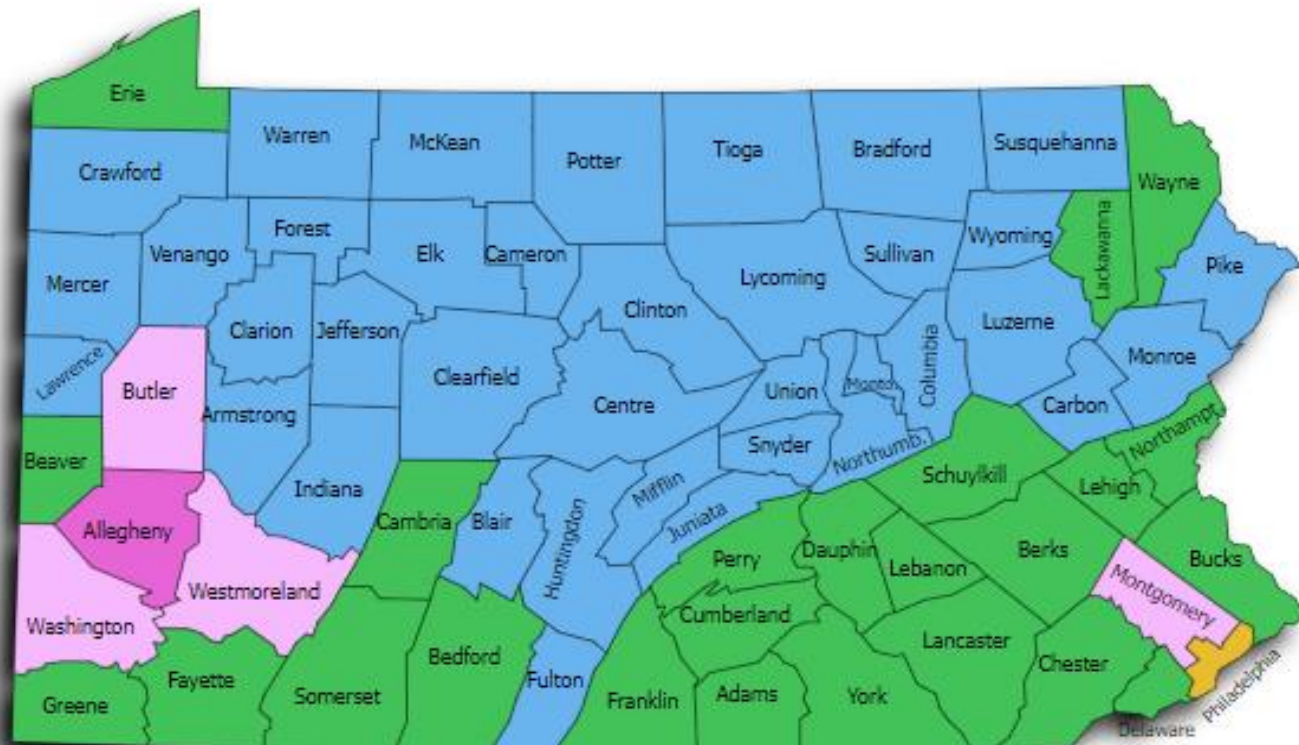 Erie
Warren
McKean
Potter
Tioga
Bradford
Susquehanna
Wayne
Crawford
Forest
Venango
Elk
Cameron
Sullivan
Wyoming
Lackawanna
Pike
Mercer
Lycoming
Clarion
Jefferson
Clinton
Columbia
Luzerne
Monroe
Lawrence
Butler
Clearfield
Centre
Union
Carbon
Armstrong
Snyder
Northumb.
Northampt.
Beaver
Indiana
Mifflin
Schuylkill
Lehigh
Allegheny
Cambria
Blair
Huntingdon
Juniata
Perry
Dauphin
Lebanon
Berks
Bucks
Montgomery
Westmoreland
Washington
Cumberland
Lancaster
Chester
Bedford
Fulton
Fayette
Somerset
Franklin
Adams
York
Greene
Delaware
Philadelphia